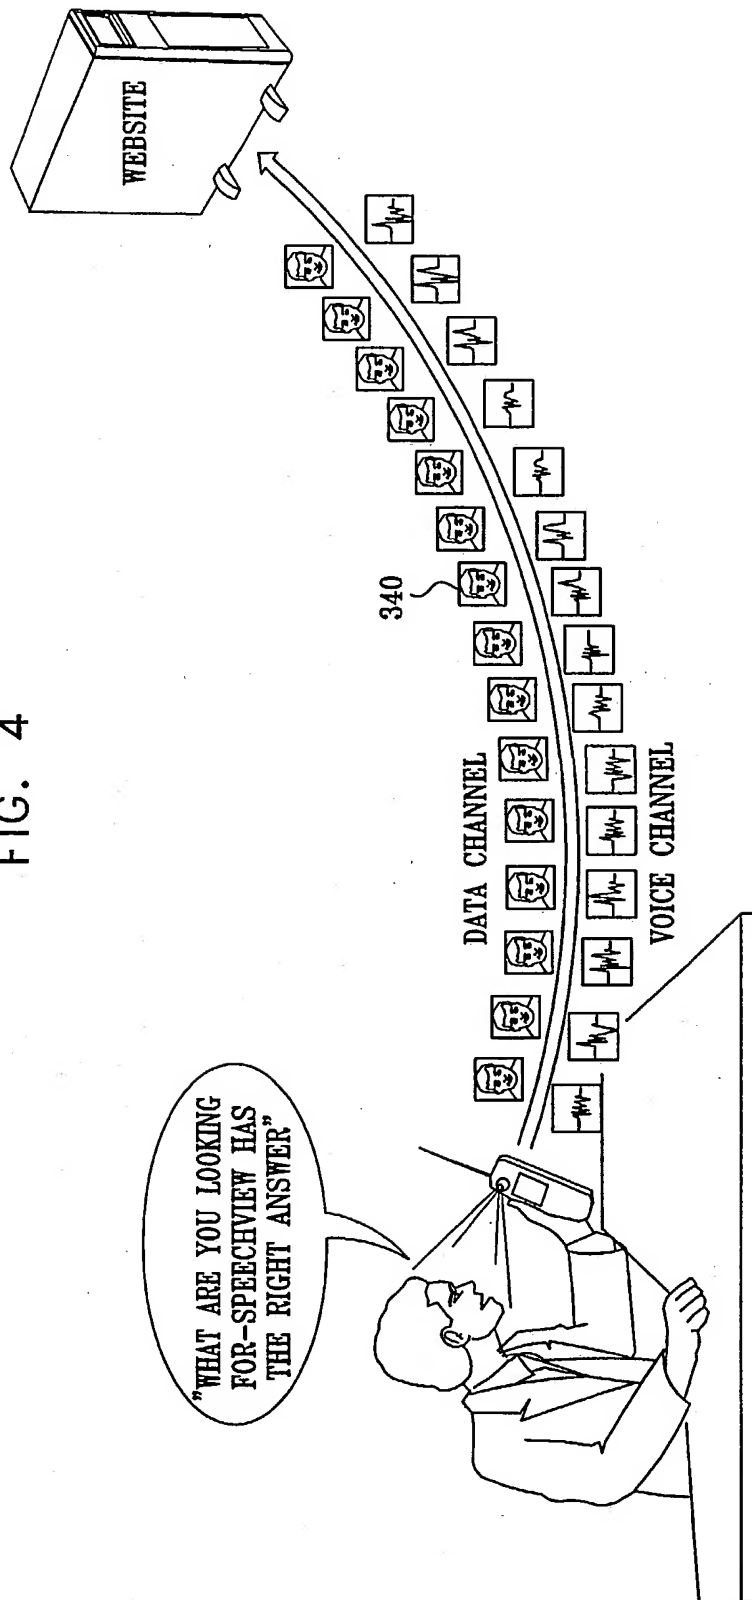 FIG. 4
WEBSITE
340
DATA CHANNEL
VOICE CHANNEL
"WHAT ARE YOU LOOKING
FOR-SPEECHVIEW HAS
THE RIGHT ANSWER"